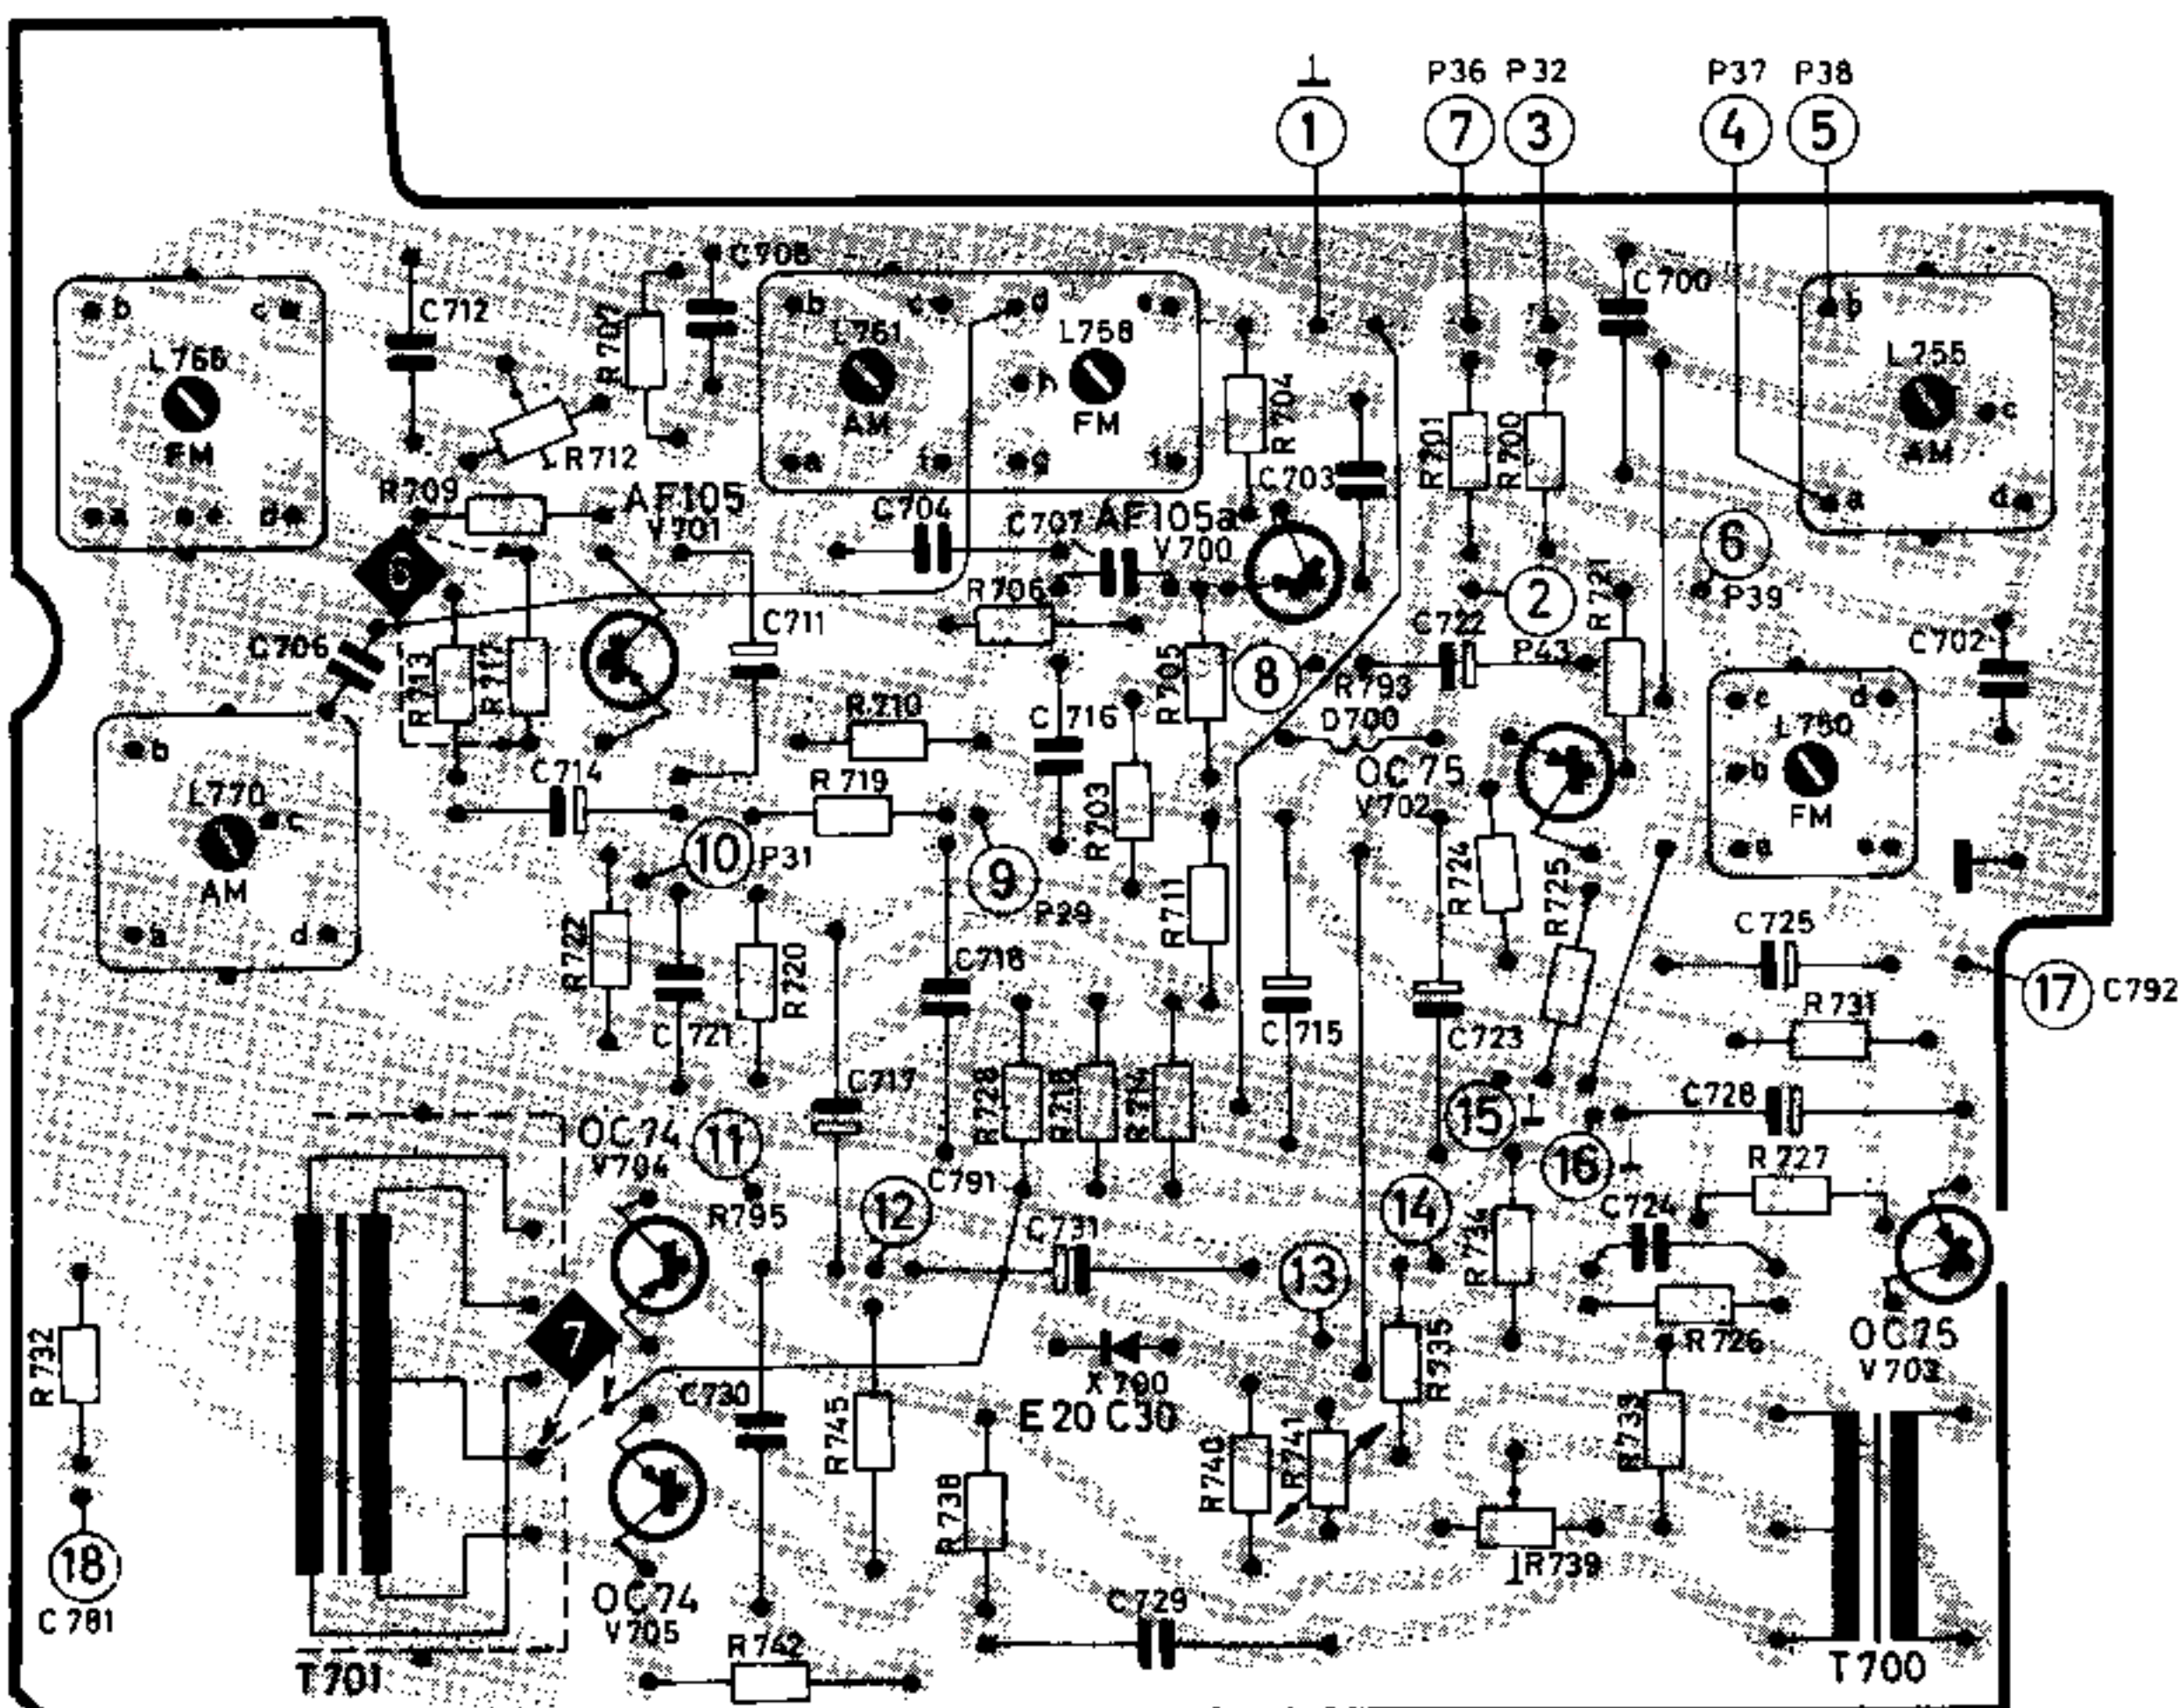 ⊥ P36 P32 P37 P38
1 7 3 4 5
C708 C700
b c C712 R707 b c d e b
L766 L761 L758 L755
FM AM h FM R704 R701 R700 c AM
R712 a f g C703
R709 AF105 C704 C707 AF105a a d
a d V701 V700 6
6 R706 2 R721 P39
C706 R713 C711 C722 P43 C702
R705 8 R793
b R710 C716 D700 c d
L770 C714 R719 R703 OC75 L750
c V702 b FM
AM 10 P31 9 R724 R725 a
a d R722 P29 R711 C725
C718 17 C792
C721 R720 C715 C723 R731
C717 R728 C728
OC74 11 15 ⊥
V704 C791 16 ⊥ R727
R795 12 C731 14 R734 C724
13
R732 7 R735 R726 OC75
C730 E20 C30 V703
R745 R740 R741 R733
R738
18 OC74 R739
C781 V705 C729
T701 R742 T700